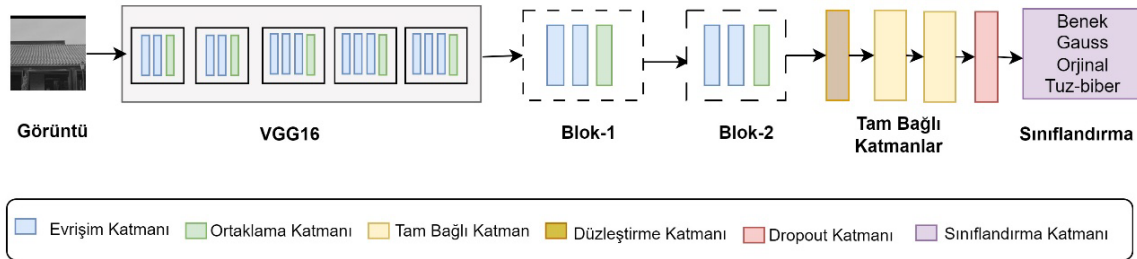 Benek
Gauss
Orjinal
Tuz-biber
Görüntü
VGG16
Blok-1
Blok-2
Tam Bağlı
Katmanlar
Sınıflandırma
Evrişim Katmanı
Ortaklama Katmanı
Tam Bağlı Katman
Düzleştirme Katmanı
Dropout Katmanı
Sınıflandırma Katmanı